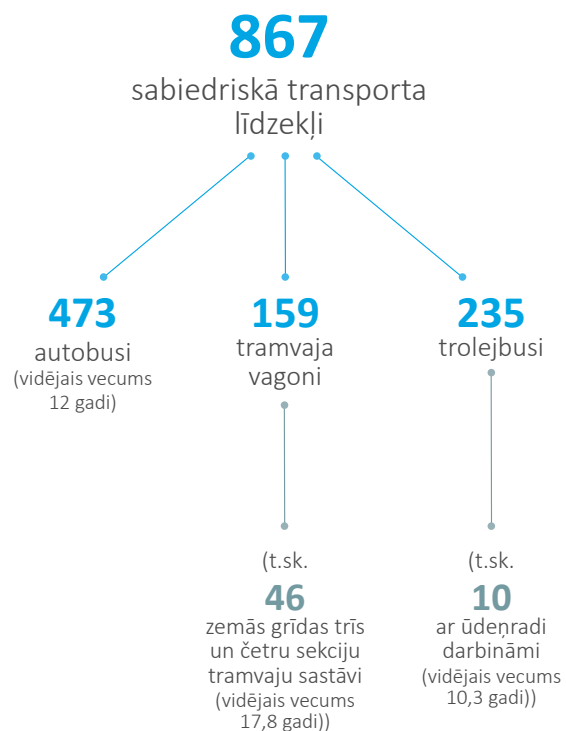 867
sabiedriskā transporta
līdzekļi
473
autobusi
(vidējais vecums
12 gadi)
159
tramvaja
vagoni
235
trolejbusi
(t.sk.
46
zemās grīdas trīs
un četru sekciju
tramvaju sastāvi
(vidējais vecums
17,8 gadi))
(t.sk.
10
ar ūdeņradi
darbināmi
(vidējais vecums
10,3 gadi))